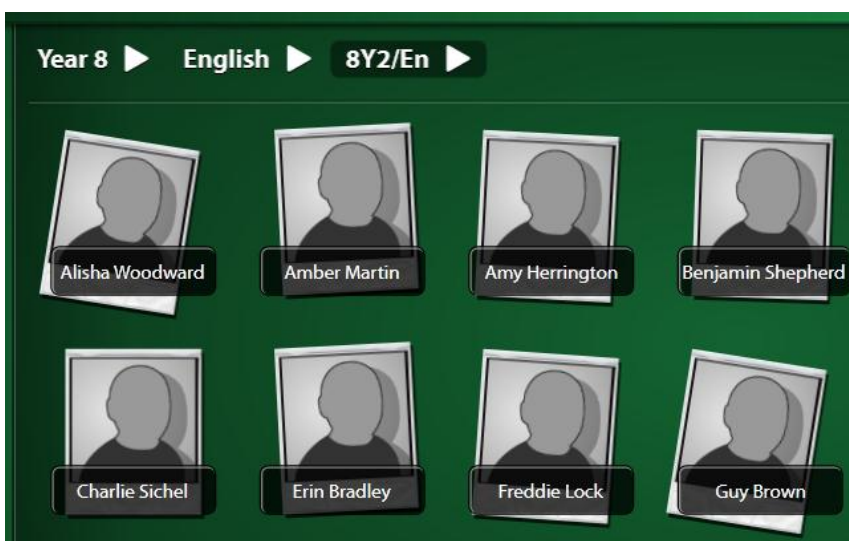 Year 8 English 8Y2/En
Alisha Woodward Amber Martin Amy Herrington Benjamin Shepherd
Charlie Sichel Erin Bradley Freddie Lock Guy Brown